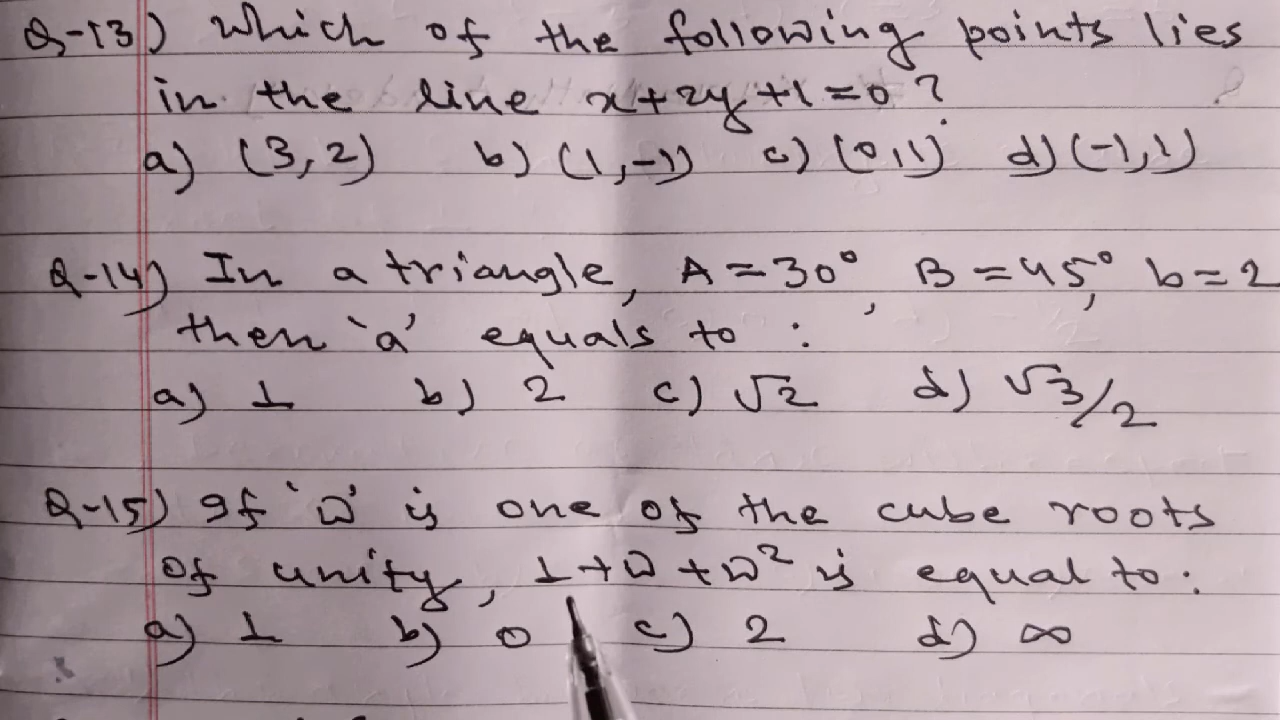 Q-13) Which of the following points lies
in the line x+2y+1=0?
a) (3,2) b) (1,-1) c) (0,1) d) (-1,1)
Q-14) In a triangle, A=30°, B=45°, b=2
then 'a' equals to :
a) 1 b) 2 c) √2 d) √3/2
Q-15) If 'ω' is one of the cube roots
of unity, 1+ω+ω² is equal to:
a) 1 b) 0 c) 2 d) ∞